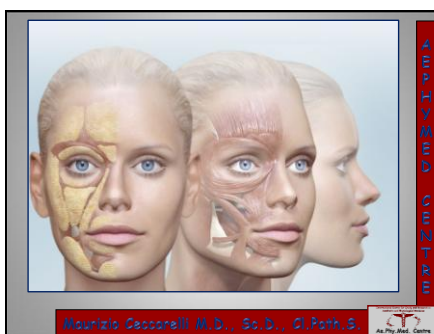 AEPHYMED CENTRE
Maurizio Ceccarelli M.D., Sc.D., Cl.Path.S.
Ae.Phy.Med. Centre